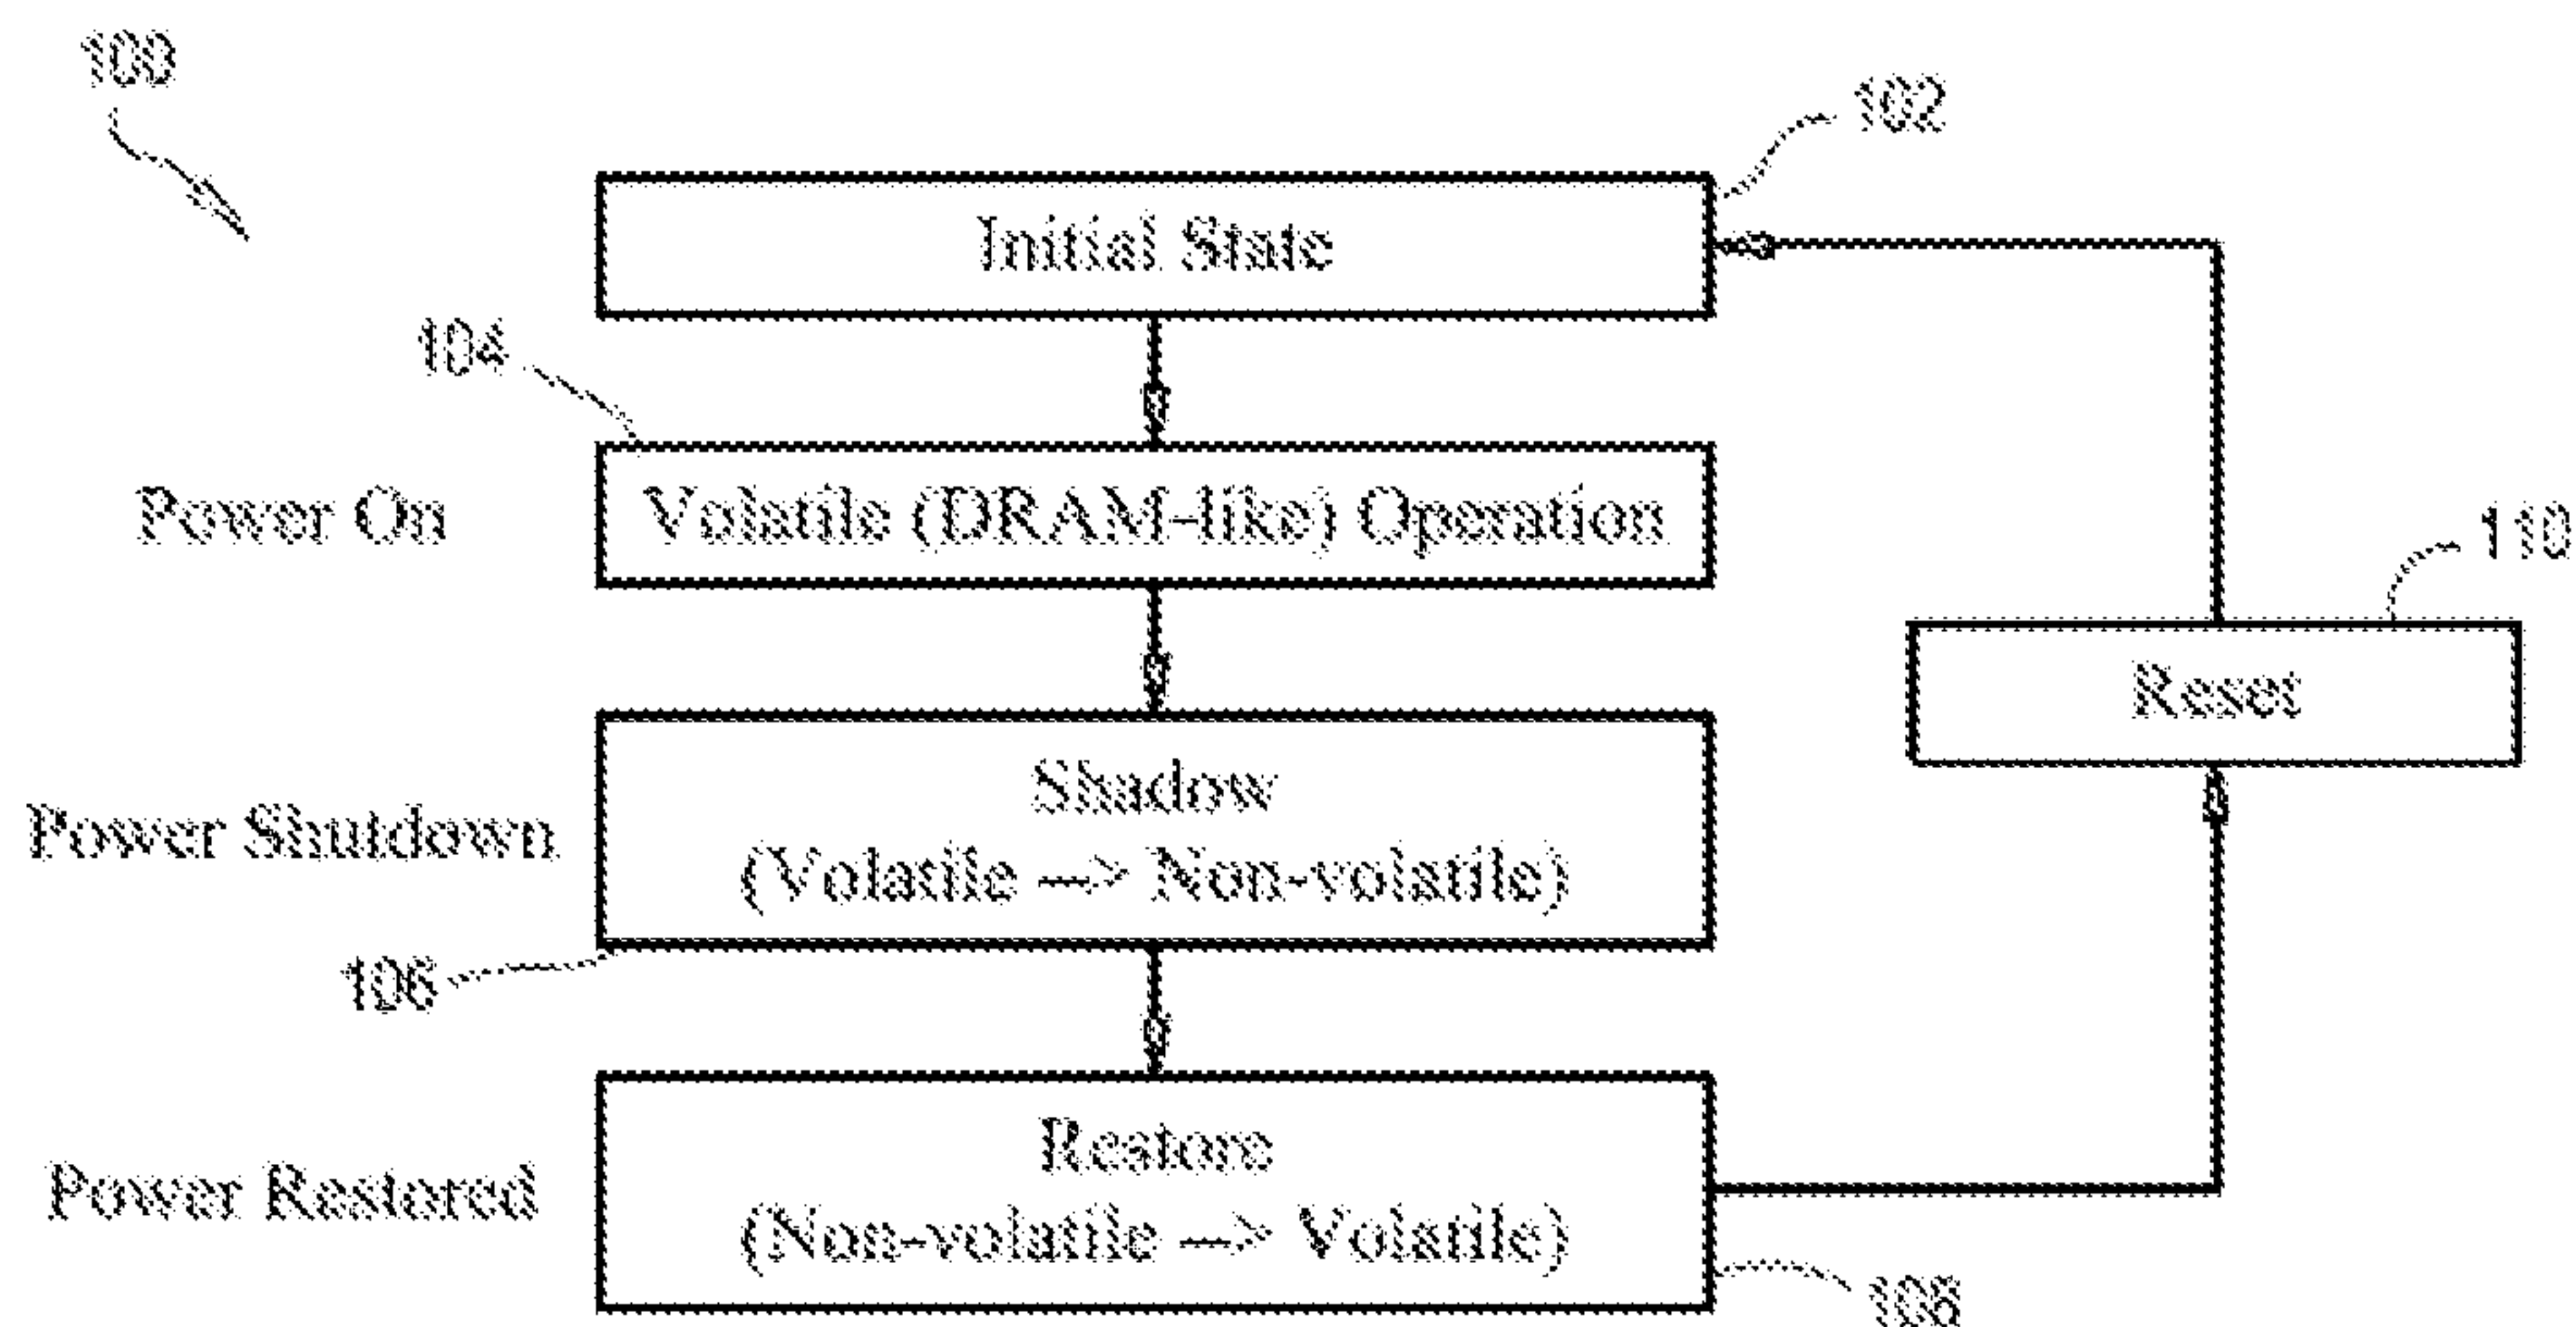 100
102
Initial State
104
Power On
Volatile (DRAM-like) Operation
110
Reset
Shadow
Power Shutdown
(Volatile ---> Non-volatile)
106
Restore
Power Restored
(Non-volatile ---> Volatile)
108